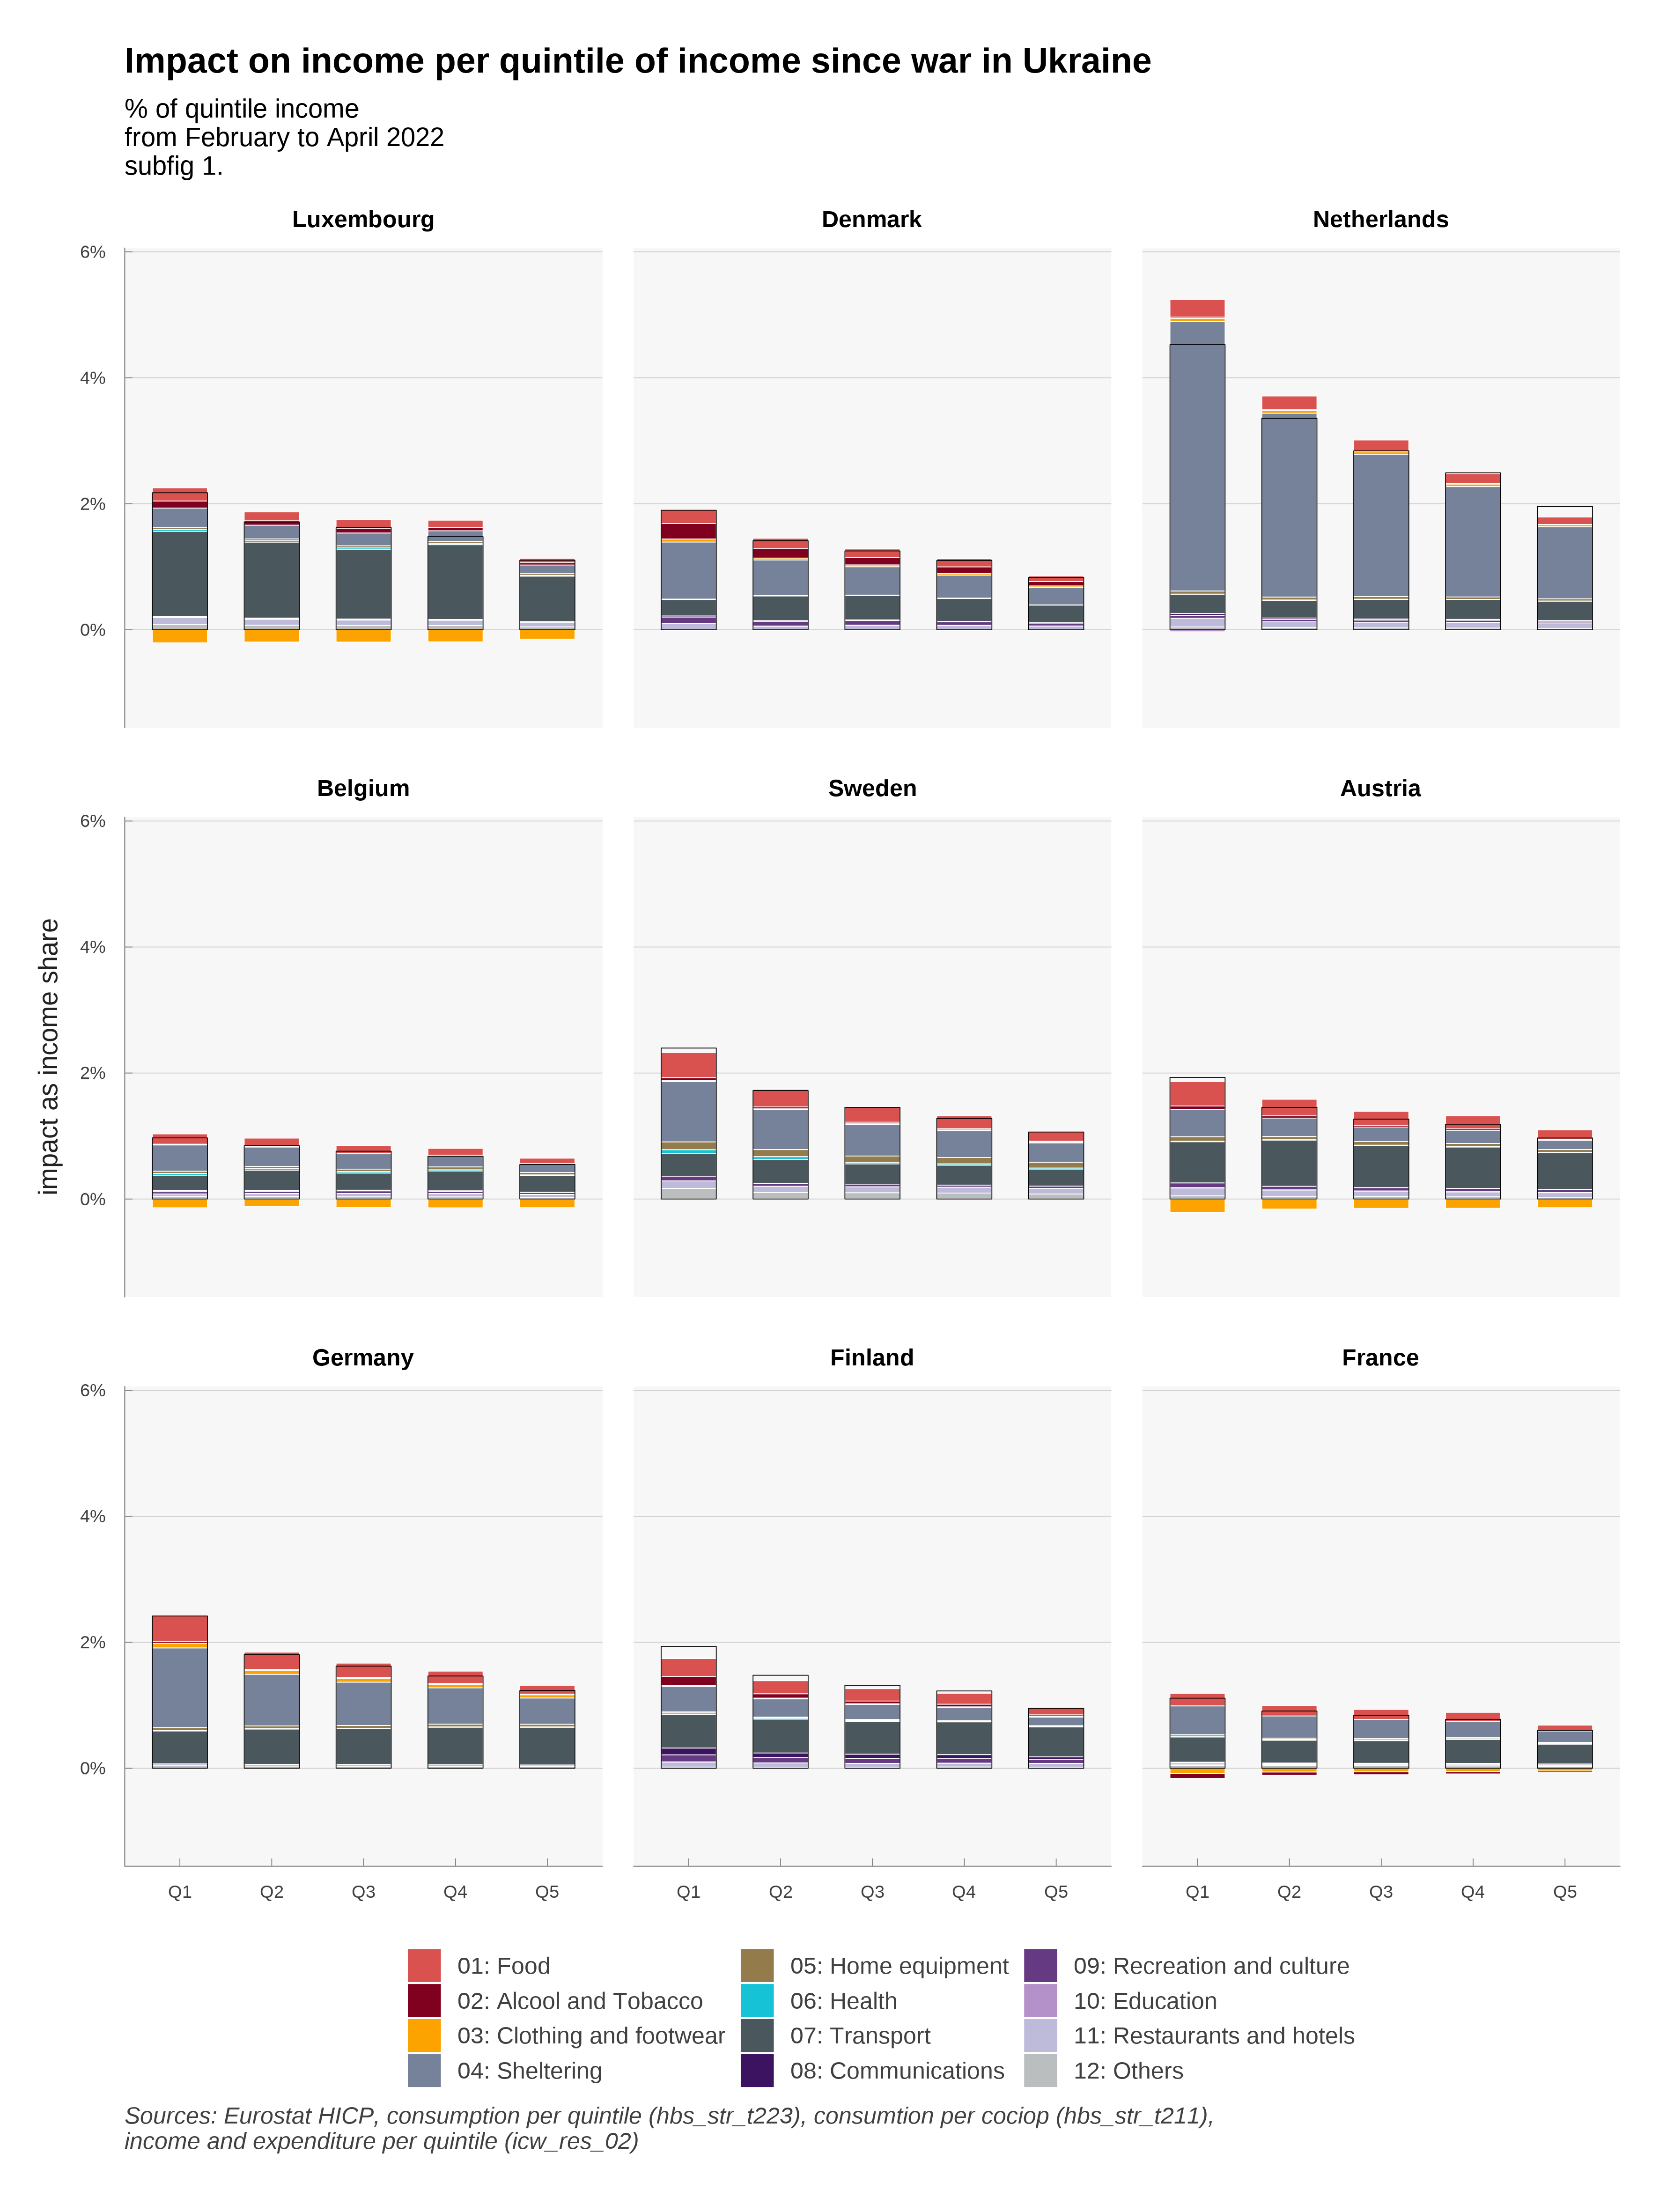 Impact on income per quintile of income since war in Ukraine
% of quintile income
from February to April 2022
subfig 1.
Luxembourg
Denmark
Netherlands
6%
4%
2%
0%
Belgium
Sweden
Austria
6%
4%
2%
0%
impact as income share
Germany
Finland
France
6%
4%
2%
0%
Q1 Q2 Q3 Q4 Q5
Q1 Q2 Q3 Q4 Q5
Q1 Q2 Q3 Q4 Q5
01: Food
02: Alcool and Tobacco
03: Clothing and footwear
04: Sheltering
05: Home equipment
06: Health
07: Transport
08: Communications
09: Recreation and culture
10: Education
11: Restaurants and hotels
12: Others
Sources: Eurostat HICP, consumption per quintile (hbs_str_t223), consumtion per cociop (hbs_str_t211),
income and expenditure per quintile (icw_res_02)